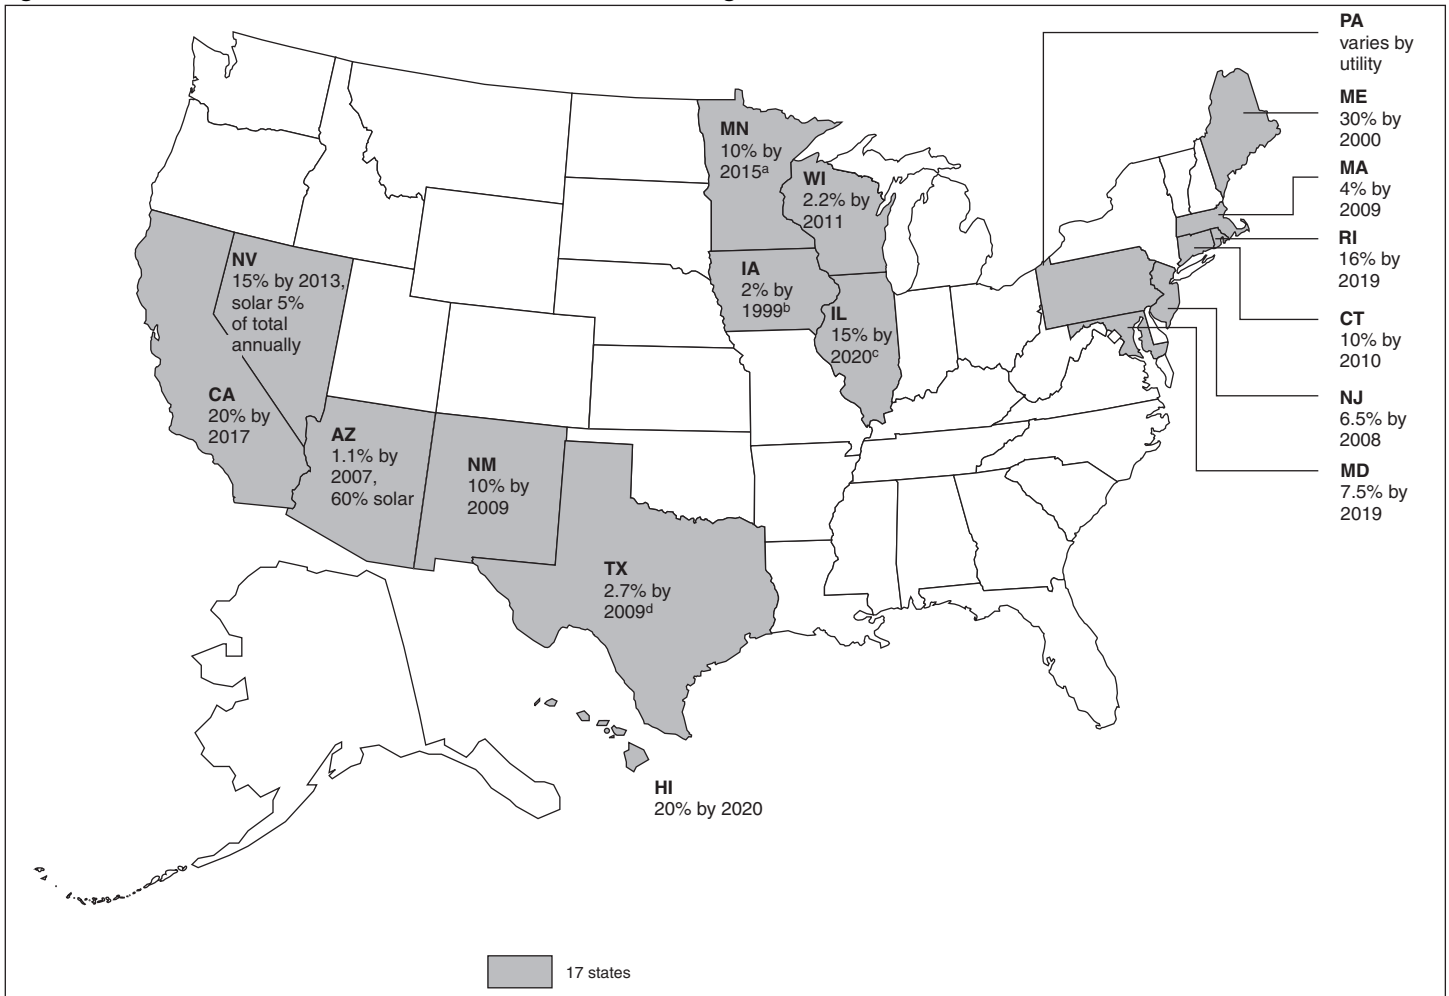 PA
varies by
utility
ME
30% by
2000
MA
4% by
2009
RI
16% by
2019
CT
10% by
2010
NJ
6.5% by
2008
MD
7.5% by
2019
MN
10% by
2015ᵃ
WI
2.2% by
2011
IA
2% by
1999ᵇ
IL
15% by
2020ᶜ
NV
15% by 2013,
solar 5%
of total
annually
CA
20% by
2017
AZ
1.1% by
2007,
60% solar
NM
10% by
2009
TX
2.7% by
2009ᵈ
HI
20% by 2020
17 states